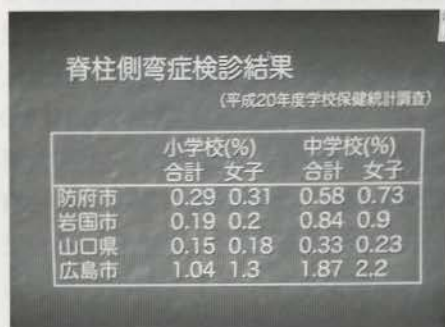 脊柱側弯症検診結果
(平成20年度学校保健統計調査)
小学校(%) 中学校(%)
合計 女子 合計 女子
防府市 0.29 0.31 0.58 0.73
岩国市 0.19 0.2 0.84 0.9
山口県 0.15 0.18 0.33 0.23
広島市 1.04 1.3 1.87 2.2